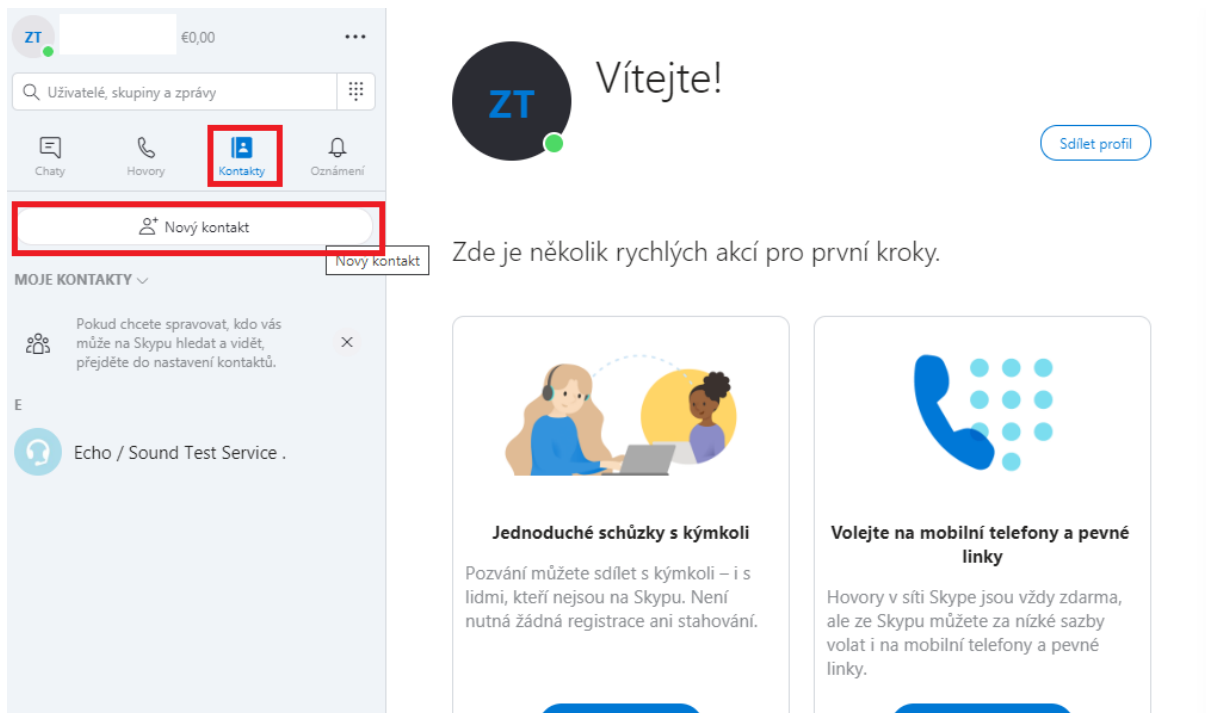 ZT
€0,00
Uživatelé, skupiny a zprávy
Chaty
Hovory
Kontakty
Oznámení
Nový kontakt
Nový kontakt
MOJE KONTAKTY
Pokud chcete spravovat, kdo vás
může na Skypu hledat a vidět,
přejděte do nastavení kontaktů.
E
Echo / Sound Test Service .
ZT
Vítejte!
Sdílet profil
Zde je několik rychlých akcí pro první kroky.
Jednoduché schůzky s kýmkoli
Pozvání můžete sdílet s kýmkoli – i s
lidmi, kteří nejsou na Skypu. Není
nutná žádná registrace ani stahování.
Volejte na mobilní telefony a pevné
linky
Hovory v síti Skype jsou vždy zdarma,
ale ze Skypu můžete za nízké sazby
volat i na mobilní telefony a pevné
linky.